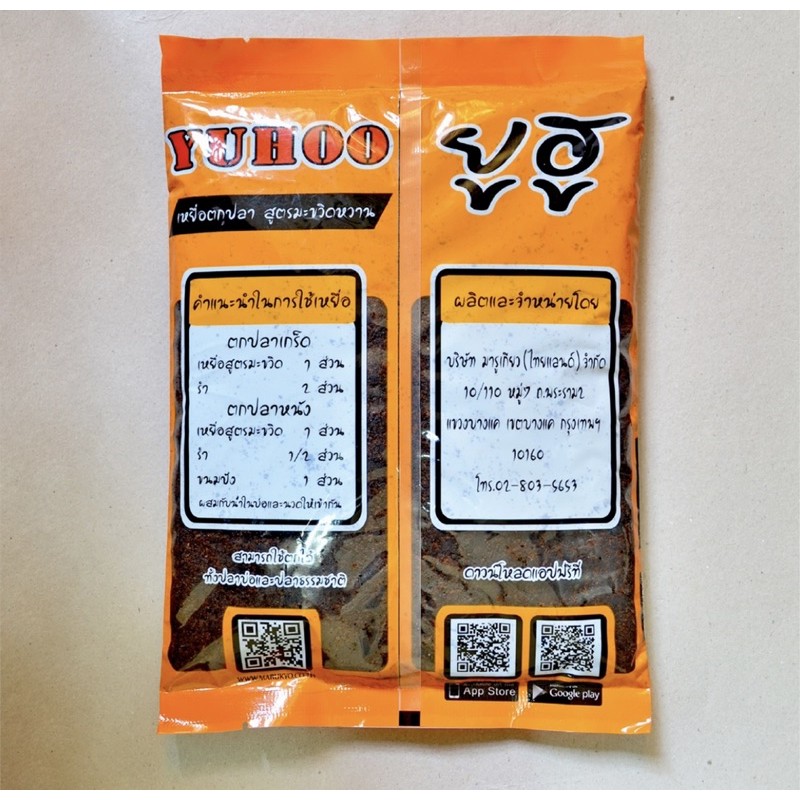 YUHOO
เหยื่อตกปลา สูตรมะขวิดหวาน
คำแนะนำในการใช้เหยื่อ
ตกปลาเกร็ด
เหยื่อสูตรมะขวิด 1 ส่วน
รำ 2 ส่วน
ตกปลาหนัง
เหยื่อสูตรมะขวิด 1 ส่วน
รำ 1/2 ส่วน
ขนมปัง 1 ส่วน
ผสมกับน้ำในบ่อและนวดให้เข้ากัน
สามารถใช้ตกได้
ทั้งปลาบ่อและปลาธรรมชาติ
ยูฮู
ผลิตและจำหน่ายโดย
บริษัท มารูเกียว (ไทยแลนด์) จำกัด
10/110 หมู่7 ถ.พระราม2
แขวงบางแค เขตบางแค กรุงเทพฯ
10160
โทร.02-803-5653
ดาวน์โหลดแอปฟรีที่
App Store
Google play